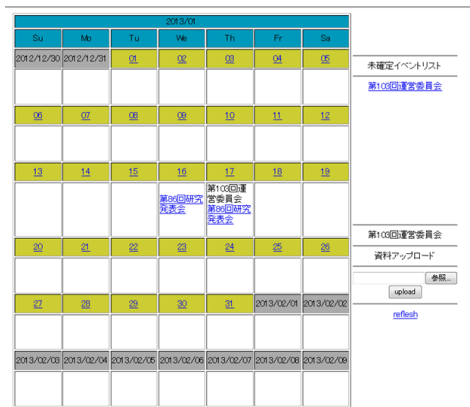 2013/01
Su Mo Tu We Th Fr Sa
2012/12/30 2012/12/31 01 02 03 04 05
06 07 08 09 10 11 12
13 14 15 16 17 18 19
第86回研究
発表会
第103回運
営委員会
第86回研究
発表会
20 21 22 23 24 25 26
27 28 29 30 31 2013/02/01 2013/02/02
2013/02/03 2013/02/04 2013/02/05 2013/02/06 2013/02/07 2013/02/08 2013/02/09
未確定イベントリスト
第103回運営委員会
第103回運営委員会
資料アップロード
参照...
upload
reflesh